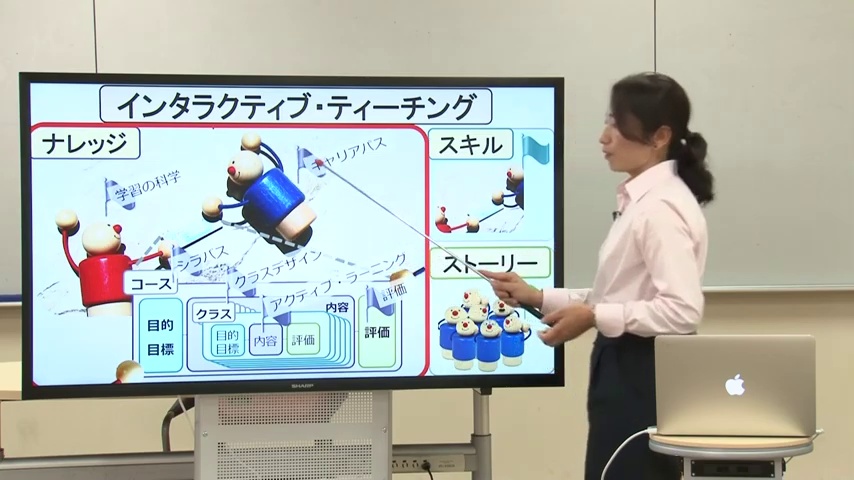 インタラクティブ・ティーチング
ナレッジ
スキル
学習の科学
キャリアパス
シラバス
クラスデザイン
アクティブ・ラーニング
評価
ストーリー
コース
クラス
内容
目的
目標
目的
目標
内容
評価
評価
SHARP